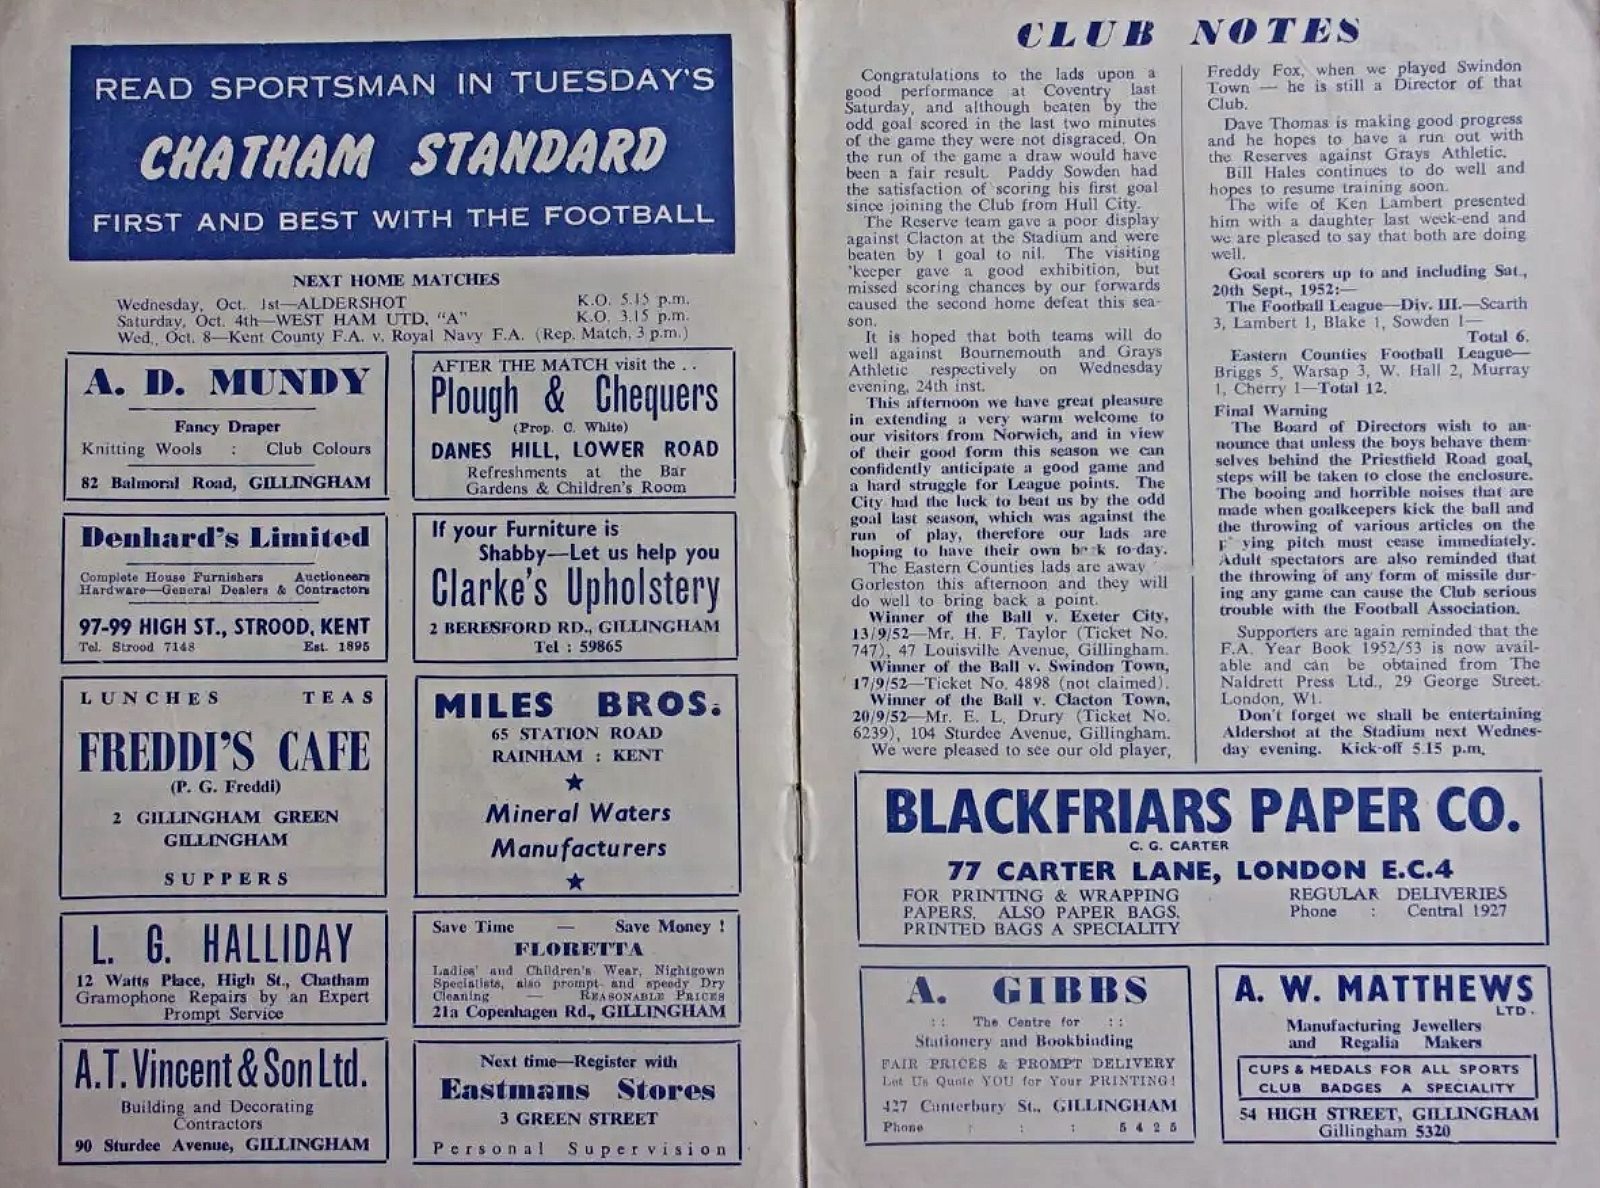 READ SPORTSMAN IN TUESDAY'S
CHATHAM STANDARD
FIRST AND BEST WITH THE FOOTBALL
NEXT HOME MATCHES
Wednesday, Oct. 1st—ALDERSHOT K.O. 5.15 p.m.
Saturday, Oct. 4th—WEST HAM UTD, "A" K.O. 3.15 p.m.
Wed., Oct. 8—Kent County F.A. v. Royal Navy F.A. (Rep. Match, 3 p.m.)
A. D. MUNDY
Fancy Draper
Knitting Wools : Club Colours
82 Balmoral Road, GILLINGHAM
AFTER THE MATCH visit the . .
Plough & Chequers
(Prop. C. White)
DANES HILL, LOWER ROAD
Refreshments at the Bar
Gardens & Children's Room
Denhard's Limited
Complete House Furnishers Auctioneers
Hardware—General Dealers & Contractors
97-99 HIGH ST., STROOD, KENT
Tel. Strood 7148 Est. 1895
If your Furniture is
Shabby—Let us help you
Clarke's Upholstery
2 BERESFORD RD., GILLINGHAM
Tel : 59865
LUNCHES TEAS
FREDDI'S CAFE
(P. G. Freddi)
2 GILLINGHAM GREEN
GILLINGHAM
SUPPERS
MILES BROS.
65 STATION ROAD
RAINHAM : KENT
★
Mineral Waters
Manufacturers
★
L. G. HALLIDAY
12 Watts Place, High St., Chatham
Gramophone Repairs by an Expert
Prompt Service
Save Time — Save Money !
FLORETTA
Ladies' and Children's Wear, Nightgown
Specialists, also prompt and speedy Dry
Cleaning — REASONABLE PRICES
21a Copenhagen Rd., GILLINGHAM
A.T. Vincent & Son Ltd.
Building and Decorating
Contractors
90 Sturdee Avenue, GILLINGHAM
Next time—Register with
Eastmans Stores
3 GREEN STREET
Personal Supervision
CLUB NOTES
Congratulations to the lads upon a
good performance at Coventry last
Saturday, and although beaten by the
odd goal scored in the last two minutes
of the game they were not disgraced. On
the run of the game a draw would have
been a fair result. Paddy Sowden had
the satisfaction of scoring his first goal
since joining the Club from Hull City.
The Reserve team gave a poor display
against Clacton at the Stadium and were
beaten by 1 goal to nil. The visiting
'keeper gave a good exhibition, but
missed scoring chances by our forwards
caused the second home defeat this sea-
son.
It is hoped that both teams will do
well against Bournemouth and Grays
Athletic respectively on Wednesday
evening, 24th inst.
This afternoon we have great pleasure
in extending a very warm welcome to
our visitors from Norwich, and in view
of their good form this season we can
confidently anticipate a good game and
a hard struggle for League points. The
City had the luck to beat us by the odd
goal last season, which was against the
run of play, therefore our lads are
hoping to have their own to-day.
The Eastern Counties lads are away
Gorleston this afternoon and they will
do well to bring back a point.
Winner of the Ball v. Exeter City,
13/9/52—Mr. H. F. Taylor (Ticket No.
747), 47 Louisville Avenue, Gillingham.
Winner of the Ball v. Swindon Town,
17/9/52—Ticket No. 4898 (not claimed).
Winner of the Ball v. Clacton Town,
20/9/52—Mr. E. L. Drury (Ticket No.
6239), 104 Sturdee Avenue, Gillingham.
We were pleased to see our old player,
Freddy Fox, when we played Swindon
Town — he is still a Director of that
Club.
Dave Thomas is making good progress
and he hopes to have a run out with
the Reserves against Grays Athletic.
Bill Hales continues to do well and
hopes to resume training soon.
The wife of Ken Lambert presented
him with a daughter last week-end and
we are pleased to say that both are doing
well.
Goal scorers up to and including Sat.,
20th Sept., 1952:—
The Football League—Div. III.—Scarth
3, Lambert 1, Blake 1, Sowden 1—
Total 6.
Eastern Counties Football League—
Briggs 5, Warsap 3, W. Hall 2, Murray
1, Cherry 1—Total 12.
Final Warning
The Board of Directors wish to an-
nounce that unless the boys behave them-
selves behind the Priestfield Road goal,
steps will be taken to close the enclosure.
The booing and horrible noises that are
made when goalkeepers kick the ball and
the throwing of various articles on the
pitch must cease immediately.
Adult spectators are also reminded that
the throwing of any form of missile dur-
ing any game can cause the Club serious
trouble with the Football Association.
Supporters are again reminded that the
F.A. Year Book 1952/53 is now avail-
able and can be obtained from The
Naldrett Press Ltd., 29 George Street.
London, W1.
Don't forget we shall be entertaining
Aldershot at the Stadium next Wednes-
day evening. Kick-off 5.15 p.m.
BLACKFRIARS PAPER CO.
C. G. CARTER
77 CARTER LANE, LONDON E.C.4
FOR PRINTING & WRAPPING
PAPERS, ALSO PAPER BAGS.
PRINTED BAGS A SPECIALITY
REGULAR DELIVERIES
Phone : Central 1927
A. GIBBS
: : The Centre for : :
Stationery and Bookbinding
FAIR PRICES & PROMPT DELIVERY
Let Us Quote YOU for Your PRINTING!
427 Canterbury St., GILLINGHAM
Phone : : : 5425
A. W. MATTHEWS
LTD.
Manufacturing Jewellers
and Regalia Makers
CUPS & MEDALS FOR ALL SPORTS
CLUB BADGES A SPECIALITY
54 HIGH STREET, GILLINGHAM
Gillingham 5320